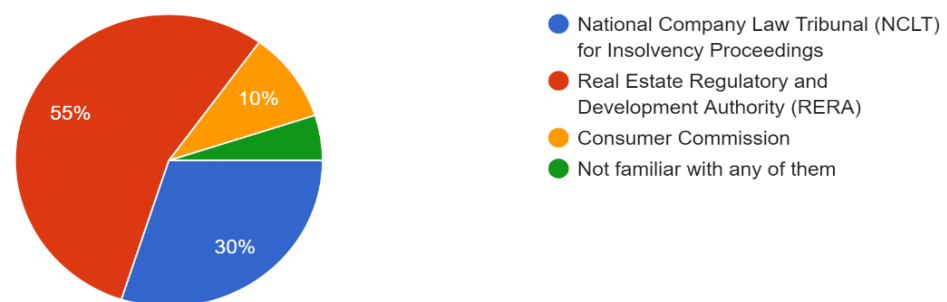 55%
10%
30%
National Company Law Tribunal (NCLT)
for Insolvency Proceedings
Real Estate Regulatory and
Development Authority (RERA)
Consumer Commission
Not familiar with any of them